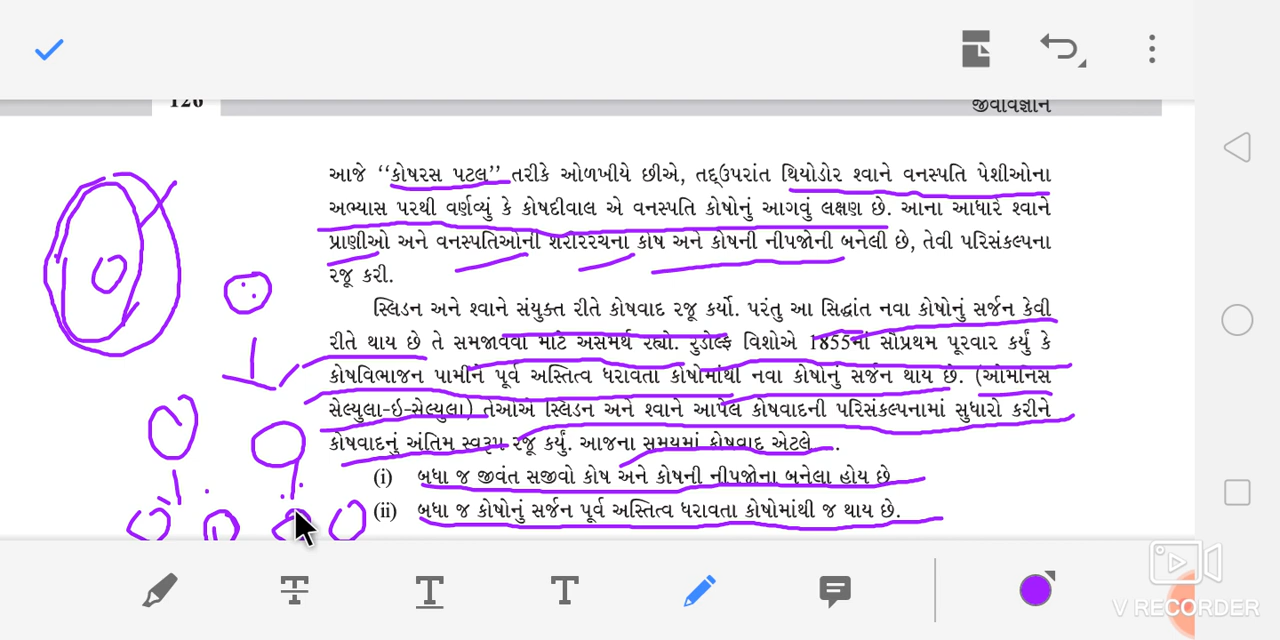 126
જીવવિજ્ઞાન
આજે “કોષરસ પટલ” તરીકે ઓળખીયે છીએ, તદ્ઉપરાંત થિયોડોર શ્વાને વનસ્પતિ પેશીઓના
અભ્યાસ પરથી વર્ણવ્યું કે કોષદીવાલ એ વનસ્પતિ કોષોનું આગવું લક્ષણ છે. આના આધારે શ્વાને
પ્રાણીઓ અને વનસ્પતિઓની શરીરરચના કોષ અને કોષની નીપજોની બનેલી છે, તેવી પરિસંકલ્પના
રજૂ કરી.
સ્લિડન અને શ્વાને સંયુક્ત રીતે કોષવાદ રજૂ કર્યો. પરંતુ આ સિદ્ધાંત નવા કોષોનું સર્જન કેવી
રીતે થાય છે તે સમજાવવા માટે અસમર્થ રહ્યો. રુડોલ્ફ વિશોએ 1855માં સૌપ્રથમ પૂરવાર કર્યું કે
કોષવિભાજન પામીને પૂર્વ અસ્તિત્વ ધરાવતા કોષોમાંથી નવા કોષોનું સર્જન થાય છે. (ઓમનિસ
સેલ્યુલા-ઇ-સેલ્યુલા) તેઓએ સ્લિડન અને શ્વાને આપેલ કોષવાદની પરિસંકલ્પનામાં સુધારો કરીને
કોષવાદનું અંતિમ સ્વરૂપ રજૂ કર્યું. આજના સમયમાં કોષવાદ એટલે .
(i) બધા જ જીવંત સજીવો કોષ અને કોષની નીપજોના બનેલા હોય છે
(ii) બધા જ કોષોનું સર્જન પૂર્વ અસ્તિત્વ ધરાવતા કોષોમાંથી જ થાય છે.
V RECORDER